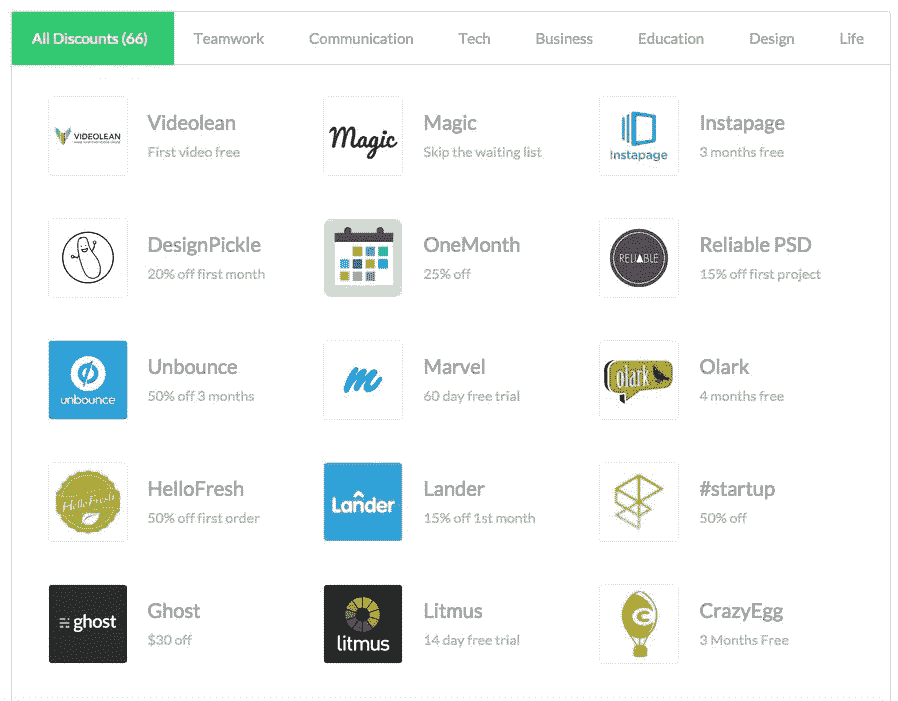 All Discounts (66) Teamwork Communication Tech Business Education Design Life
VIDEOLEAN
Videolean
First video free
Magic
Magic
Skip the waiting list
Instapage
Instapage
3 months free
DesignPickle
20% off first month
OneMonth
25% off
RELIABLE
Reliable PSD
15% off first project
unbounce
Unbounce
50% off 3 months
m
Marvel
60 day free trial
olark
Olark
4 months free
HelloFresh
HelloFresh
50% off first order
Lander
Lander
15% off 1st month
#startup
50% off
ghost
Ghost
$30 off
litmus
Litmus
14 day free trial
CrazyEgg
3 Months Free